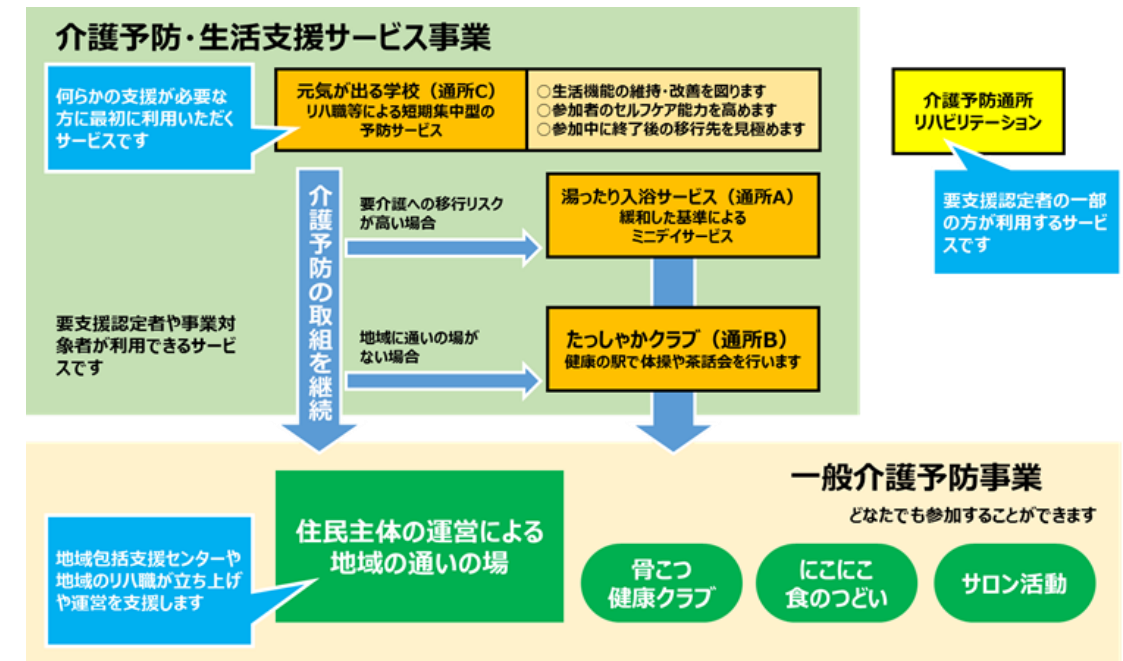 介護予防・生活支援サービス事業
何らかの支援が必要な
方に最初に利用いただく
サービスです
元気が出る学校（通所C）
リハ職等による短期集中型の
予防サービス
○生活機能の維持・改善を図ります
○参加者のセルフケア能力を高めます
○参加中に終了後の移行先を見極めます
介護予防通所
リハビリテーション
要支援認定者の一部
の方が利用するサービ
スです
介護予防の取組を継続
要介護への移行リスク
が高い場合
湯ったり入浴サービス（通所A）
緩和した基準による
ミニデイサービス
要支援認定者や事業対
象者が利用できるサービ
スです
地域に通いの場が
ない場合
たっしゃかクラブ（通所B）
健康の駅で体操や茶話会を行います
一般介護予防事業
どなたでも参加することができます
住民主体の運営による
地域の通いの場
地域包括支援センターや
地域のリハ職が立ち上げ
や運営を支援します
骨こつ
健康クラブ
にこにこ
食のつどい
サロン活動